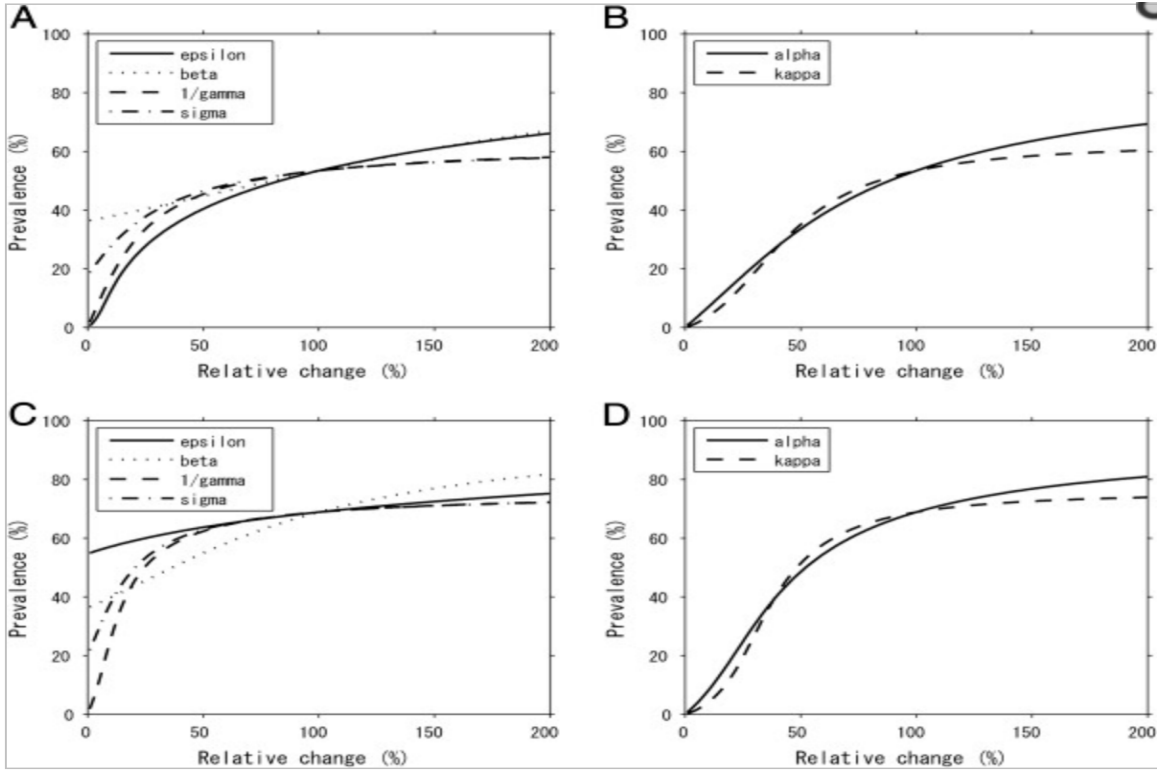 A
100
80
60
40
20
0
Prevalence (%)
epsilon
beta
1/gamma
sigma
0 50 100 150 200
Relative change (%)
B
100
80
60
40
20
0
Prevalence (%)
alpha
kappa
0 50 100 150 200
Relative change (%)
C
100
80
60
40
20
0
Prevalence (%)
epsilon
beta
1/gamma
sigma
0 50 100 150 200
Relative change (%)
D
100
80
60
40
20
0
Prevalence (%)
alpha
kappa
0 50 100 150 200
Relative change (%)